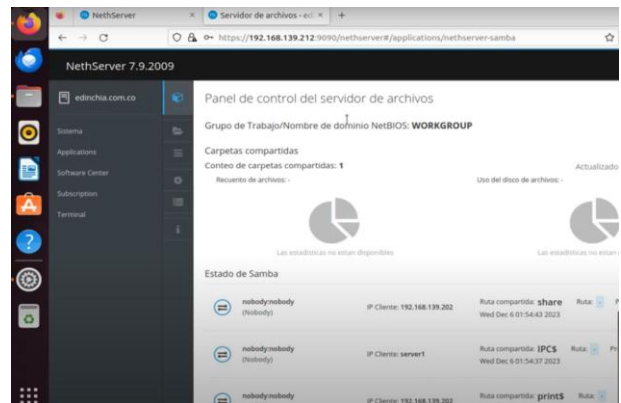 NethServer
Servidor de archivos - edi
https://192.168.139.212:9090/nethserver#/applications/nethserver-samba
NethServer 7.9.2009
edinchia.com.co
Sistema
Applications
Software Center
Subscription
Terminal
Panel de control del servidor de archivos
Grupo de Trabajo/Nombre de dominio NetBIOS: WORKGROUP
Carpetas compartidas
Conteo de carpetas compartidas: 1
Actualizado
Recuento de archivos: -
Uso del disco de archivos: -
Las estadísticas no estan disponibles
Las estadísticas no estan
Estado de Samba
nobody:nobody
(Nobody)
IP Cliente: 192.168.139.202
Ruta compartida: share
Ruta: -
Wed Dec 6 01:54:43 2023
nobody:nobody
(Nobody)
IP Cliente: server1
Ruta compartida: IPC$
Ruta: -
Pr
Wed Dec 6 01:54:37 2023
nobody:nobody
IP Cliente: 192.168.139.202
Ruta compartida: print$
Ruta: -